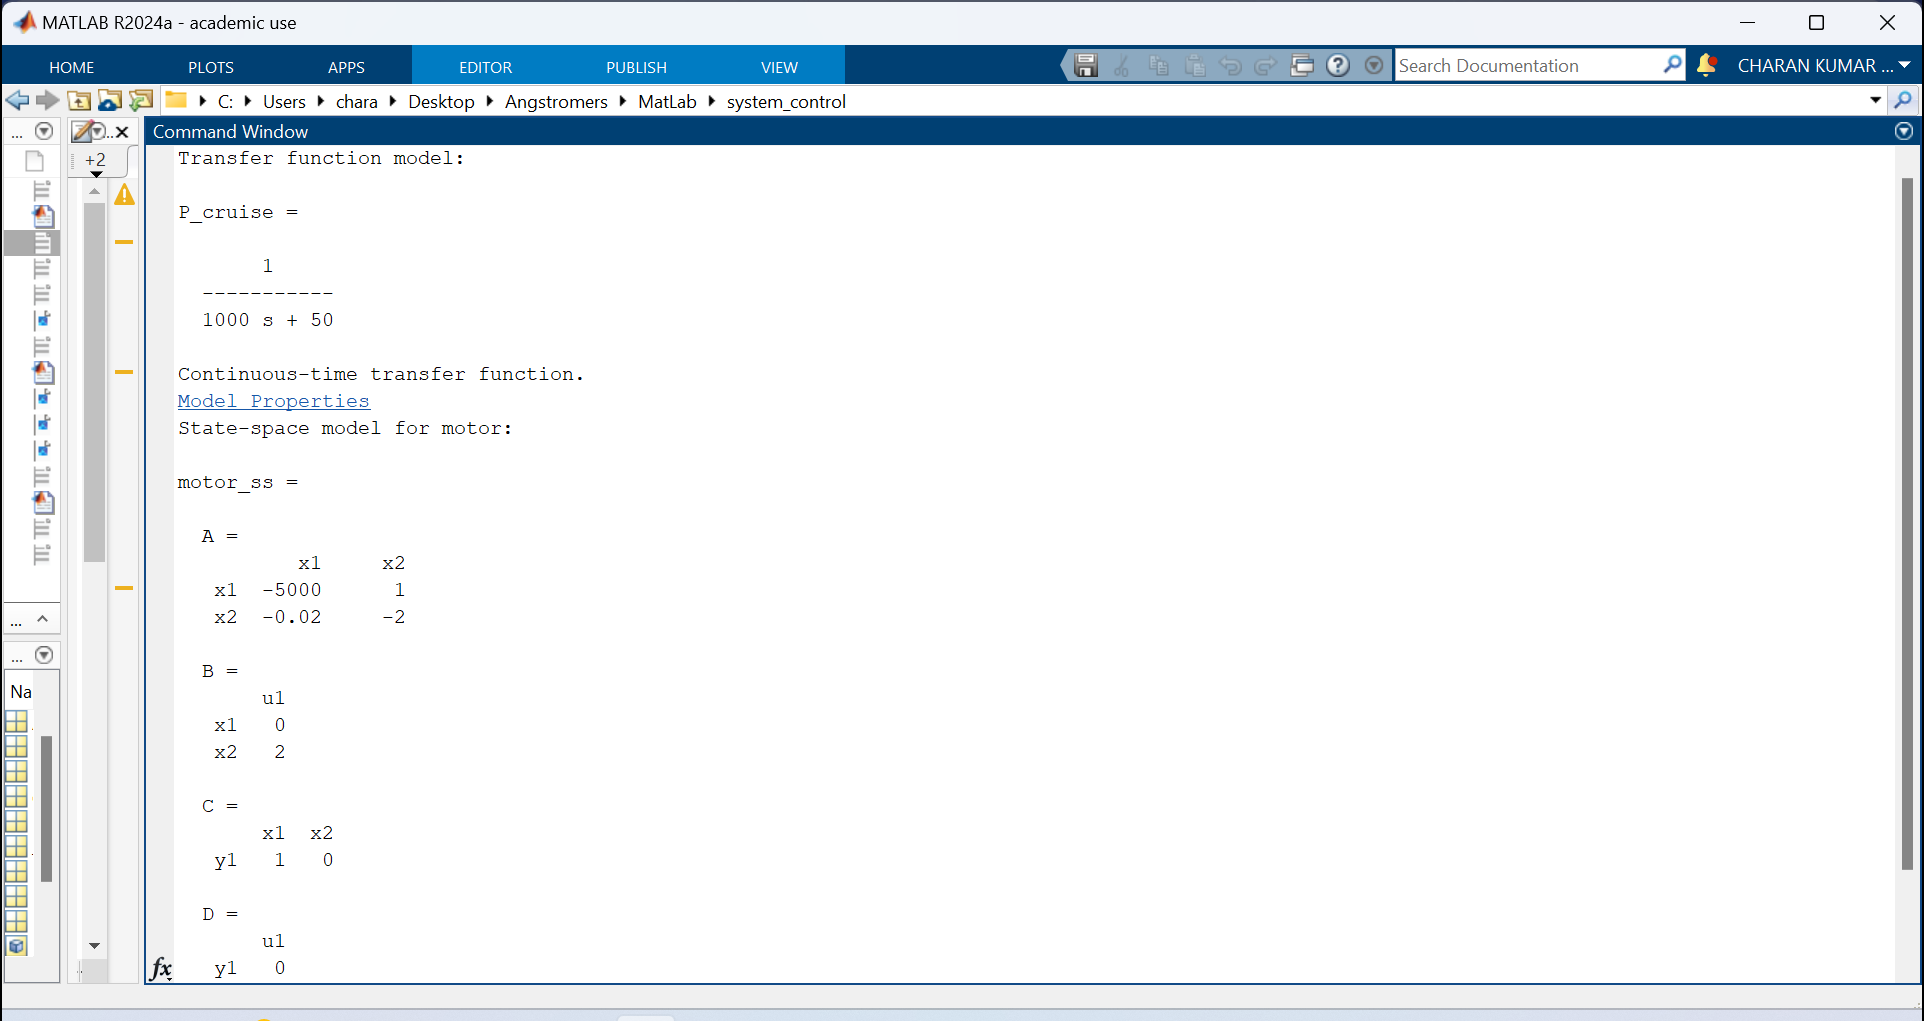 MATLAB R2024a - academic use
HOME PLOTS APPS EDITOR PUBLISH VIEW Search Documentation CHARAN KUMAR ...
C: Users chara Desktop Angstromers MatLab system_control
... Command Window
+2
Transfer function model:
P_cruise =
1
-----------
1000 s + 50
Continuous-time transfer function.
Model Properties
State-space model for motor:
motor_ss =
A =
x1 x2
x1 -5000 1
x2 -0.02 -2
...
...
B =
Na
u1
x1 0
x2 2
C =
x1 x2
y1 1 0
D =
u1
fx y1 0